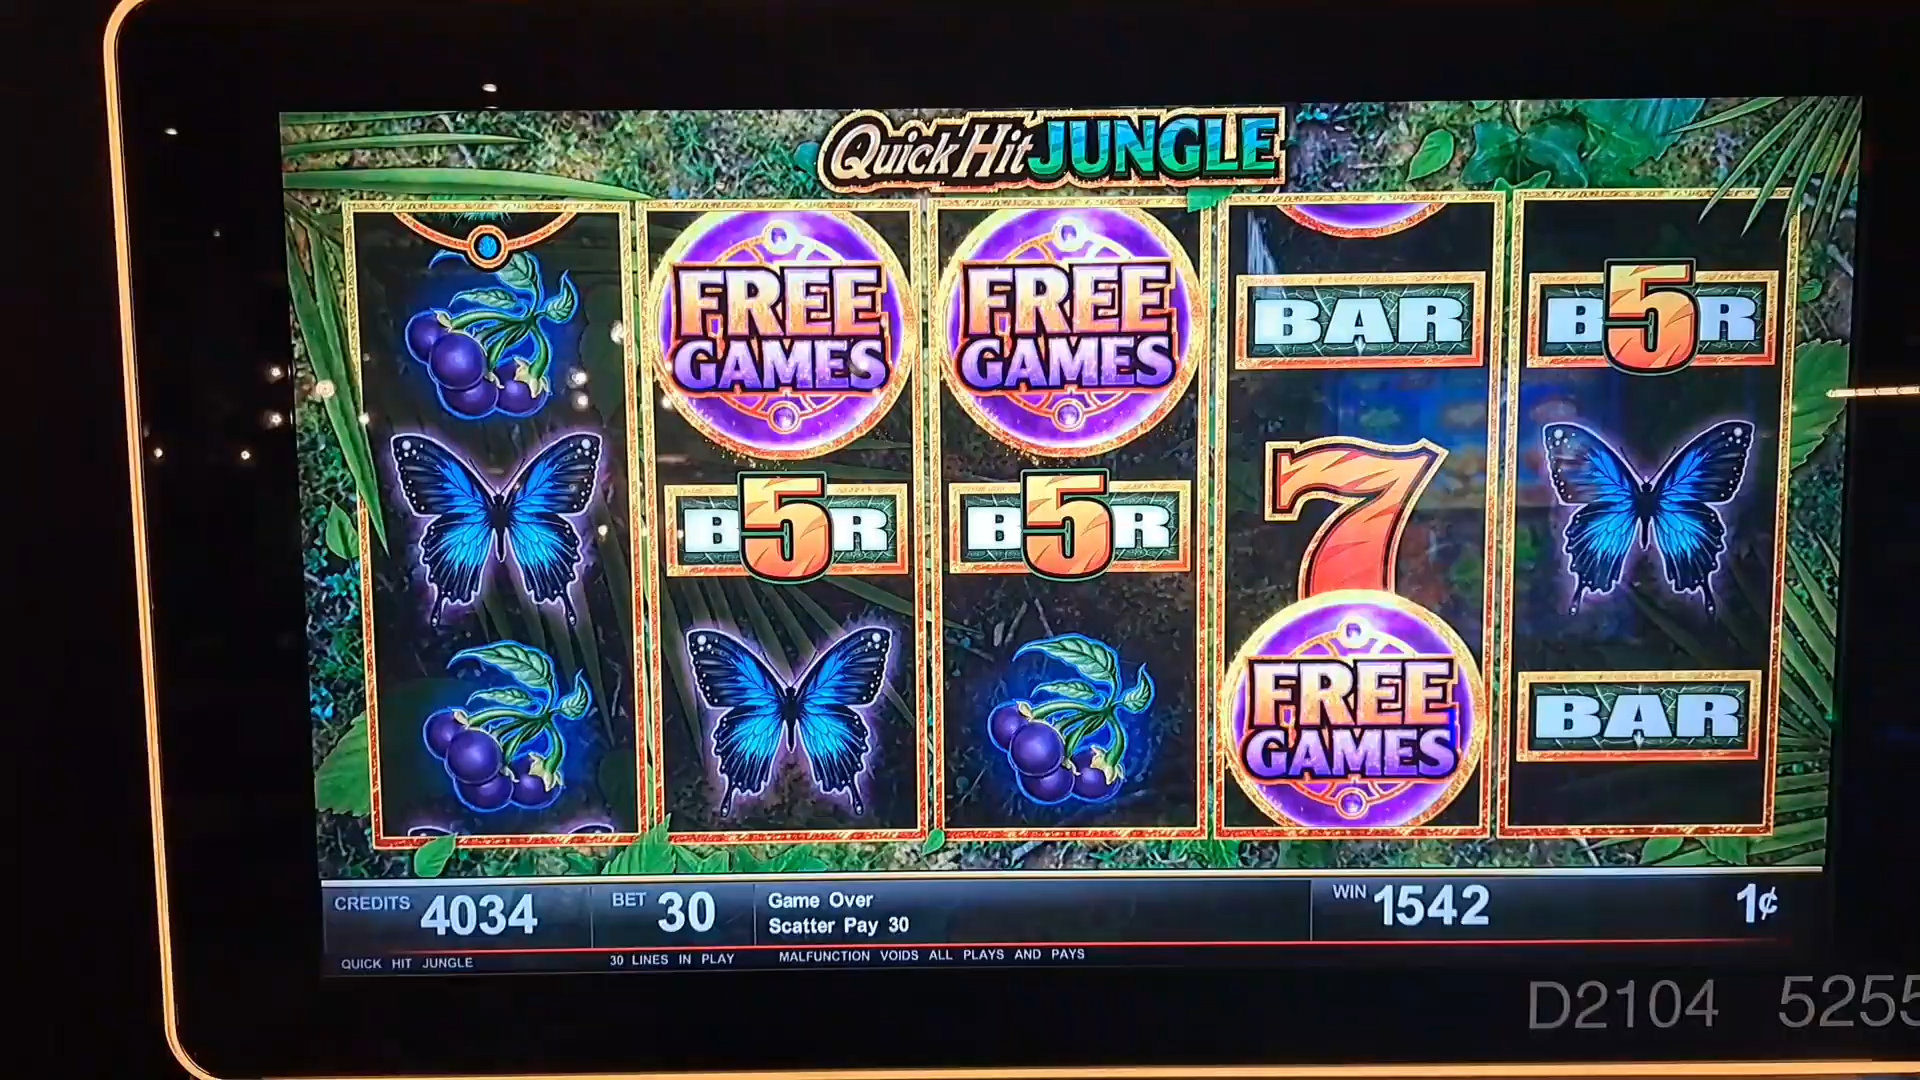 Quick Hit JUNGLE
FREE GAMES
FREE GAMES
BAR
B5R
B5R
B5R
7
FREE GAMES
BAR
CREDITS 4034
BET 30
Game Over
Scatter Pay 30
WIN 1542
1¢
QUICK HIT JUNGLE
30 LINES IN PLAY
MALFUNCTION VOIDS ALL PLAYS AND PAYS
D2104 5255